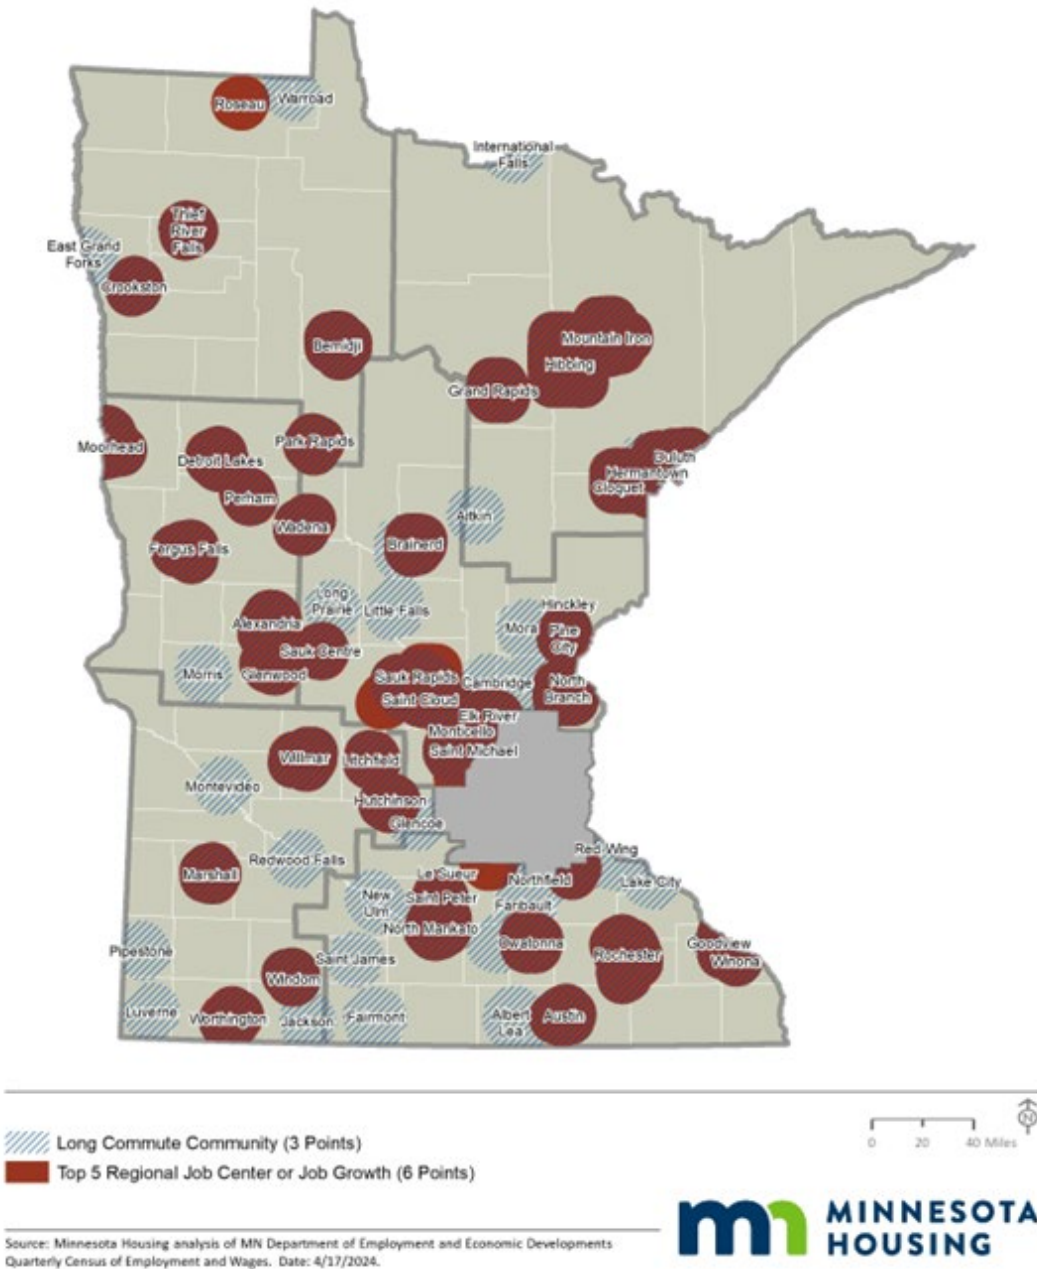 Roseau
Warroad
International
Falls
Thief
River
Falls
East Grand
Forks
Crookston
Bemidji
Mountain Iron
Hibbing
Grand Rapids
Moorhead
Park Rapids
Detroit Lakes
Duluth
Hermantown
Cloquet
Perham
Wadena
Aitkin
Brainerd
Fergus Falls
Long
Prairie
Little Falls
Hinckley
Alexandria
Mora
Pine
City
Sauk Centre
Morris
Glenwood
Sauk Rapids
Cambridge
North
Branch
Saint Cloud
Elk River
Monticello
Saint Michael
Willmar
Litchfield
Montevideo
Hutchinson
Glencoe
Redwood Falls
Red Wing
Marshall
Le Sueur
Northfield
Lake City
New
Ulm
Saint Peter
Faribault
North Mankato
Owatonna
Goodview
Winona
Rochester
Pipestone
Saint James
Windom
Luverne
Worthington
Jackson
Fairmont
Albert
Lea
Austin
N
Long Commute Community (3 Points)
0 20 40 Miles
Top 5 Regional Job Center or Job Growth (6 Points)
MINNESOTA
HOUSING
Source: Minnesota Housing analysis of MN Department of Employment and Economic Developments
Quarterly Census of Employment and Wages. Date: 4/17/2024.